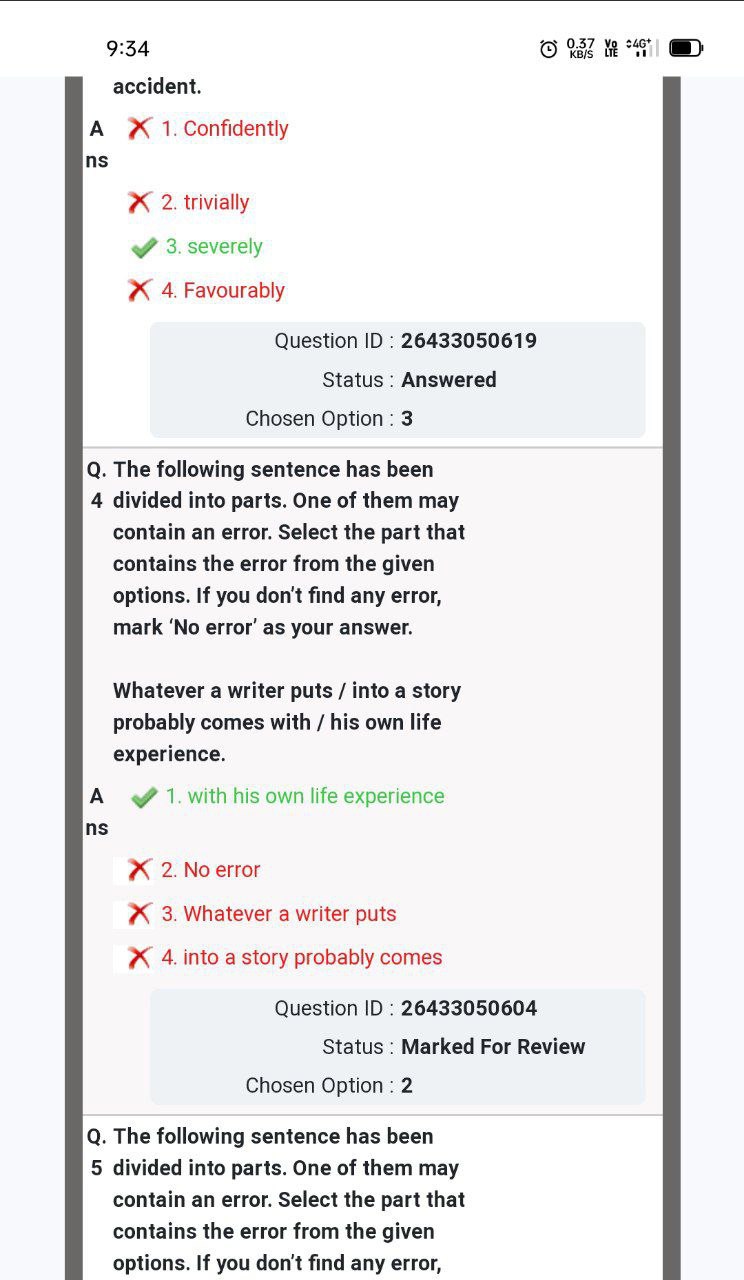 9:34
0.37 KB/S Vo LTE 4G+
accident.
A ns
1. Confidently
2. trivially
3. severely
4. Favourably
Question ID : 26433050619
Status : Answered
Chosen Option : 3
Q. The following sentence has been
4 divided into parts. One of them may
contain an error. Select the part that
contains the error from the given
options. If you don't find any error,
mark ‘No error’ as your answer.
Whatever a writer puts / into a story
probably comes with / his own life
experience.
A ns
1. with his own life experience
2. No error
3. Whatever a writer puts
4. into a story probably comes
Question ID : 26433050604
Status : Marked For Review
Chosen Option : 2
Q. The following sentence has been
5 divided into parts. One of them may
contain an error. Select the part that
contains the error from the given
options. If you don't find any error,